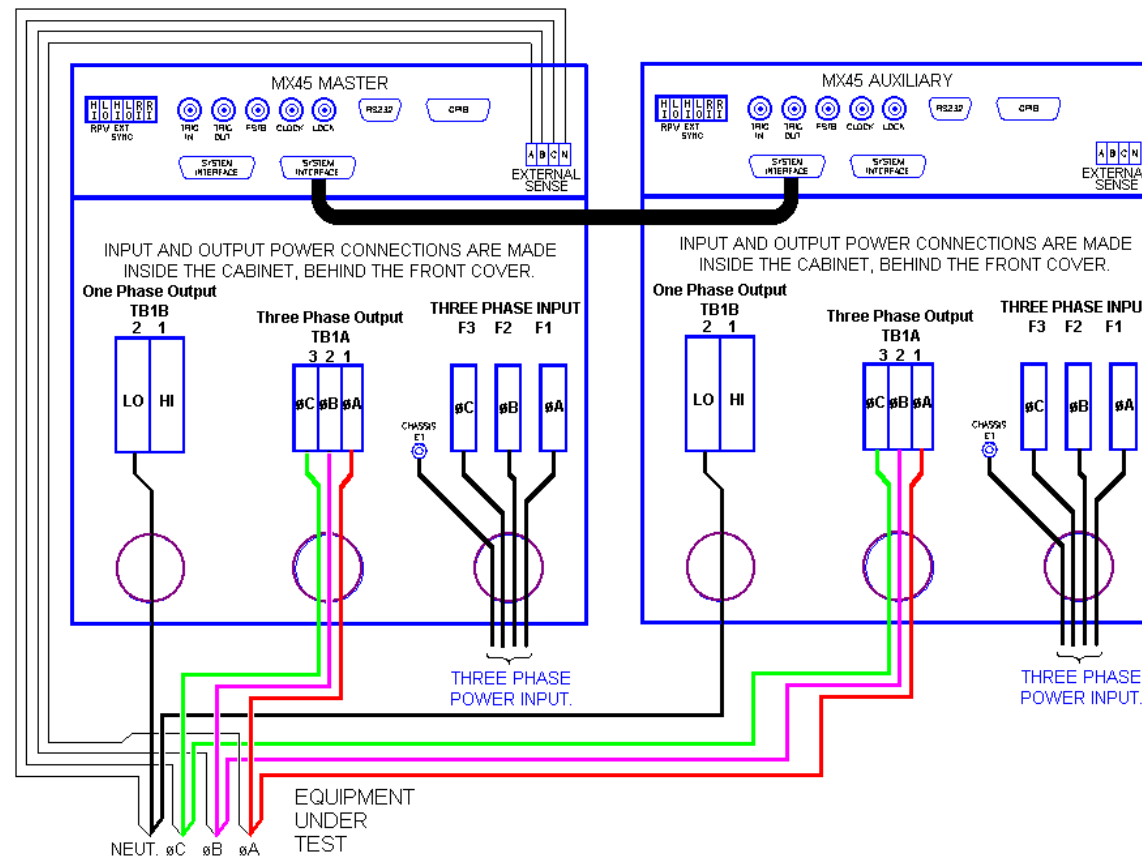 MX45 MASTER
H L H L R R
I O I O I I
RPV EXT
SYNC
TRIG
IN
TRIG
OUT
FSTB
CLOCK
LOCK
RS232
GPIB
SYSTEM
INTERFACE
SYSTEM
INTERFACE
A B C N
EXTERNAL
SENSE
INPUT AND OUTPUT POWER CONNECTIONS ARE MADE
INSIDE THE CABINET, BEHIND THE FRONT COVER.
One Phase Output
TB1B
2 1
LO HI
Three Phase Output
TB1A
3 2 1
øC øB øA
THREE PHASE INPUT
F3 F2 F1
øC øB øA
CHASSIS
E1
THREE PHASE
POWER INPUT.
MX45 AUXILIARY
H L H L R R
I O I O I I
RPV EXT
SYNC
TRIG
IN
TRIG
OUT
FSTB
CLOCK
LOCK
RS232
GPIB
SYSTEM
INTERFACE
SYSTEM
INTERFACE
A B C N
EXTERNA
SENSE
INPUT AND OUTPUT POWER CONNECTIONS ARE MADE
INSIDE THE CABINET, BEHIND THE FRONT COVER.
One Phase Output
TB1B
2 1
LO HI
Three Phase Output
TB1A
3 2 1
øC øB øA
THREE PHASE INPU
F3 F2 F1
øC øB øA
CHASSIS
E1
THREE PHASE
POWER INPUT.
EQUIPMENT
UNDER
TEST
NEUT. øC øB øA